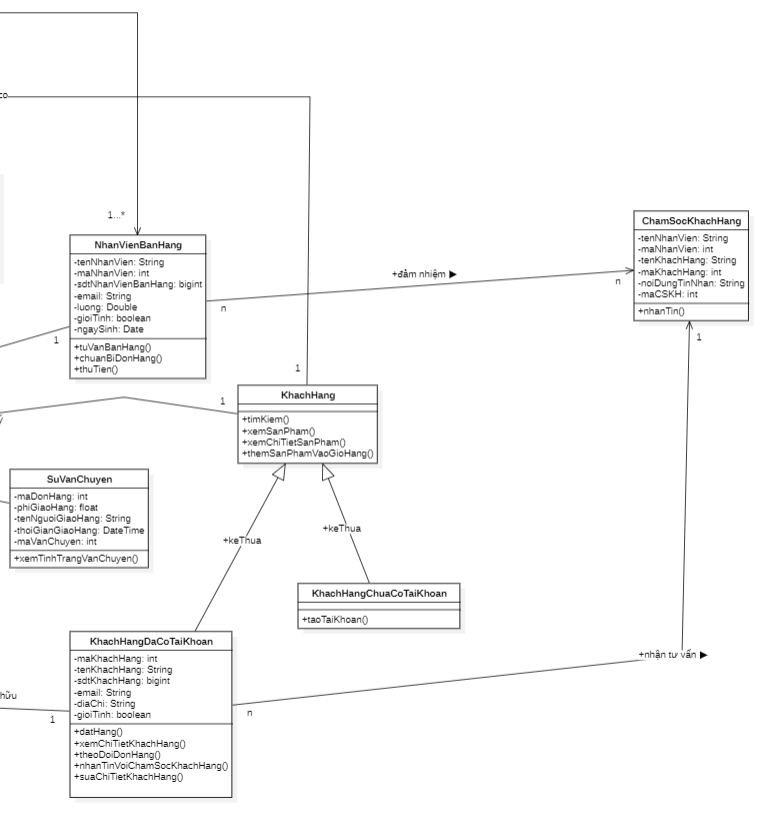 co
1...*
NhanVienBanHang
-tenNhanVien: String
-maNhanVien: int
-sdtNhanVienBanHang: bigint
-email: String
-luong: Double
-gioiTinh: boolean
-ngaySinh: Date
+tuVanBanHang()
+chuanBiDonHang()
+thuTien()
1
n
+đảm nhiệm ▶
n
ChamSocKhachHang
-tenNhanVien: String
-maNhanVien: int
-tenKhachHang: String
-maKhachHang: int
-noiDungTinNhan: String
-maCSKH: int
+nhanTin()
1
1
1
KhachHang
+timKiem()
+xemSanPham()
+xemChiTietSanPham()
+themSanPhamVaoGioHang()
SuVanChuyen
-maDonHang: int
-phiGiaoHang: float
-tenNguoiGiaoHang: String
-thoiGianGiaoHang: DateTime
-maVanChuyen: int
+xemTinhTrangVanChuyen()
+keThua
+keThua
KhachHangChuaCoTaiKhoan
+taoTaiKhoan()
KhachHangDaCoTaiKhoan
-maKhachHang: int
-tenKhachHang: String
-sdtKhachHang: bigint
-email: String
-diaChi: String
-gioiTinh: boolean
+datHang()
+xemChiTietKhachHang()
+theoDoiDonHang()
+nhanTinVoiChamSocKhachHang()
+suaChiTietKhachHang()
hữu
1
n
+nhận tư vấn ▶